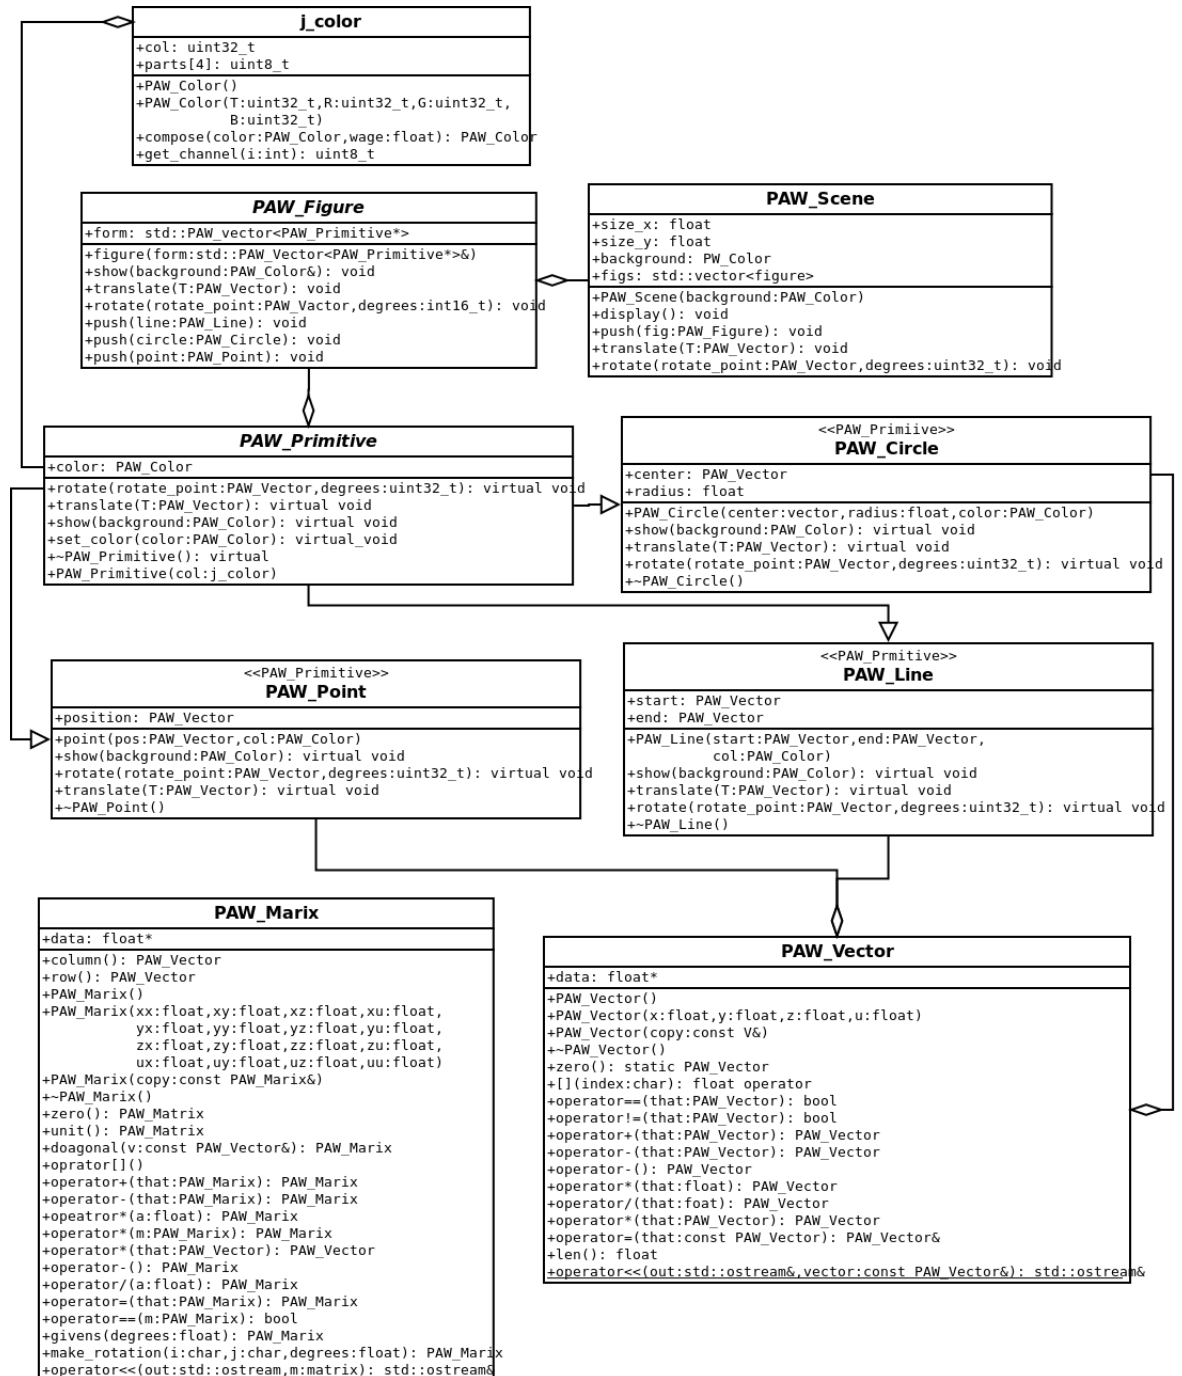 j_color
+col: uint32_t
+parts[4]: uint8_t
+PAW_Color()
+PAW_Color(T:uint32_t,R:uint32_t,G:uint32_t,
B:uint32_t)
+compose(color:PAW_Color,wage:float): PAW_Color
+get_channel(i:int): uint8_t
PAW_Figure
+form: std::PAW_vector<PAW_Primitive*>
+figure(form:std::PAW_Vector<PAW_Primitive*>&)
+show(background:PAW_Color&): void
+translate(T:PAW_Vector): void
+rotate(rotate_point:PAW_Vactor,degrees:int16_t): void
+push(line:PAW_Line): void
+push(circle:PAW_Circle): void
+push(point:PAW_Point): void
PAW_Scene
+size_x: float
+size_y: float
+background: PW_Color
+figs: std::vector<figure>
+PAW_Scene(background:PAW_Color)
+display(): void
+push(fig:PAW_Figure): void
+translate(T:PAW_Vector): void
+rotate(rotate_point:PAW_Vector,degrees:uint32_t): void
PAW_Primitive
+color: PAW_Color
+rotate(rotate_point:PAW_Vector,degrees:uint32_t): virtual void
+translate(T:PAW_Vector): virtual void
+show(background:PAW_Color): virtual void
+set_color(color:PAW_Color): virtual_void
+~PAW_Primitive(): virtual
+PAW_Primitive(col:j_color)
<<PAW_Primiive>>
PAW_Circle
+center: PAW_Vector
+radius: float
+PAW_Circle(center:vector,radius:float,color:PAW_Color)
+show(background:PAW_Color): virtual void
+translate(T:PAW_Vector): virtual void
+rotate(rotate_point:PAW_Vector,degrees:uint32_t): virtual void
+~PAW_Circle()
<<PAW_Primitive>>
PAW_Point
+position: PAW_Vector
+point(pos:PAW_Vector,col:PAW_Color)
+show(background:PAW_Color): virtual void
+rotate(rotate_point:PAW_Vector,degrees:uint32_t): virtual void
+translate(T:PAW_Vector): virtual void
+~PAW_Point()
<<PAW_Prmitive>>
PAW_Line
+start: PAW_Vector
+end: PAW_Vector
+PAW_Line(start:PAW_Vector,end:PAW_Vector,
col:PAW_Color)
+show(background:PAW_Color): virtual void
+translate(T:PAW_Vector): virtual void
+rotate(rotate_point:PAW_Vector,degrees:uint32_t): virtual void
+~PAW_Line()
PAW_Marix
+data: float*
+column(): PAW_Vector
+row(): PAW_Vector
+PAW_Marix()
+PAW_Marix(xx:float,xy:float,xz:float,xu:float,
yx:float,yy:float,yz:float,yu:float,
zx:float,zy:float,zz:float,zu:float,
ux:float,uy:float,uz:float,uu:float)
+PAW_Marix(copy:const PAW_Marix&)
+~PAW_Marix()
+zero(): PAW_Matrix
+unit(): PAW_Matrix
+doagonal(v:const PAW_Vector&): PAW_Marix
+oprator[]()
+operator+(that:PAW_Marix): PAW_Marix
+operator-(that:PAW_Marix): PAW_Marix
+opeatror*(a:float): PAW_Marix
+operator*(m:PAW_Marix): PAW_Marix
+operator*(that:PAW_Vector): PAW_Vector
+operator-(): PAW_Marix
+operator/(a:float): PAW_Marix
+operator=(that:PAW_Marix): PAW_Marix
+operator==(m:PAW_Marix): bool
+givens(degrees:float): PAW_Marix
+make_rotation(i:char,j:char,degrees:float): PAW_Marix
+operator<<(out:std::ostream,m:matrix): std::ostream&
PAW_Vector
+data: float*
+PAW_Vector()
+PAW_Vector(x:float,y:float,z:float,u:float)
+PAW_Vector(copy:const V&)
+~PAW_Vector()
+zero(): static PAW_Vector
+[](index:char): float operator
+operator==(that:PAW_Vector): bool
+operator!=(that:PAW_Vector): bool
+operator+(that:PAW_Vector): PAW_Vector
+operator-(that:PAW_Vector): PAW_Vector
+operator-(): PAW_Vector
+operator*(that:float): PAW_Vector
+operator/(that:foat): PAW_Vector
+operator*(that:PAW_Vector): PAW_Vector
+operator=(that:const PAW_Vector): PAW_Vector&
+len(): float
+operator<<(out:std::ostream&,vector:const PAW_Vector&): std::ostream&